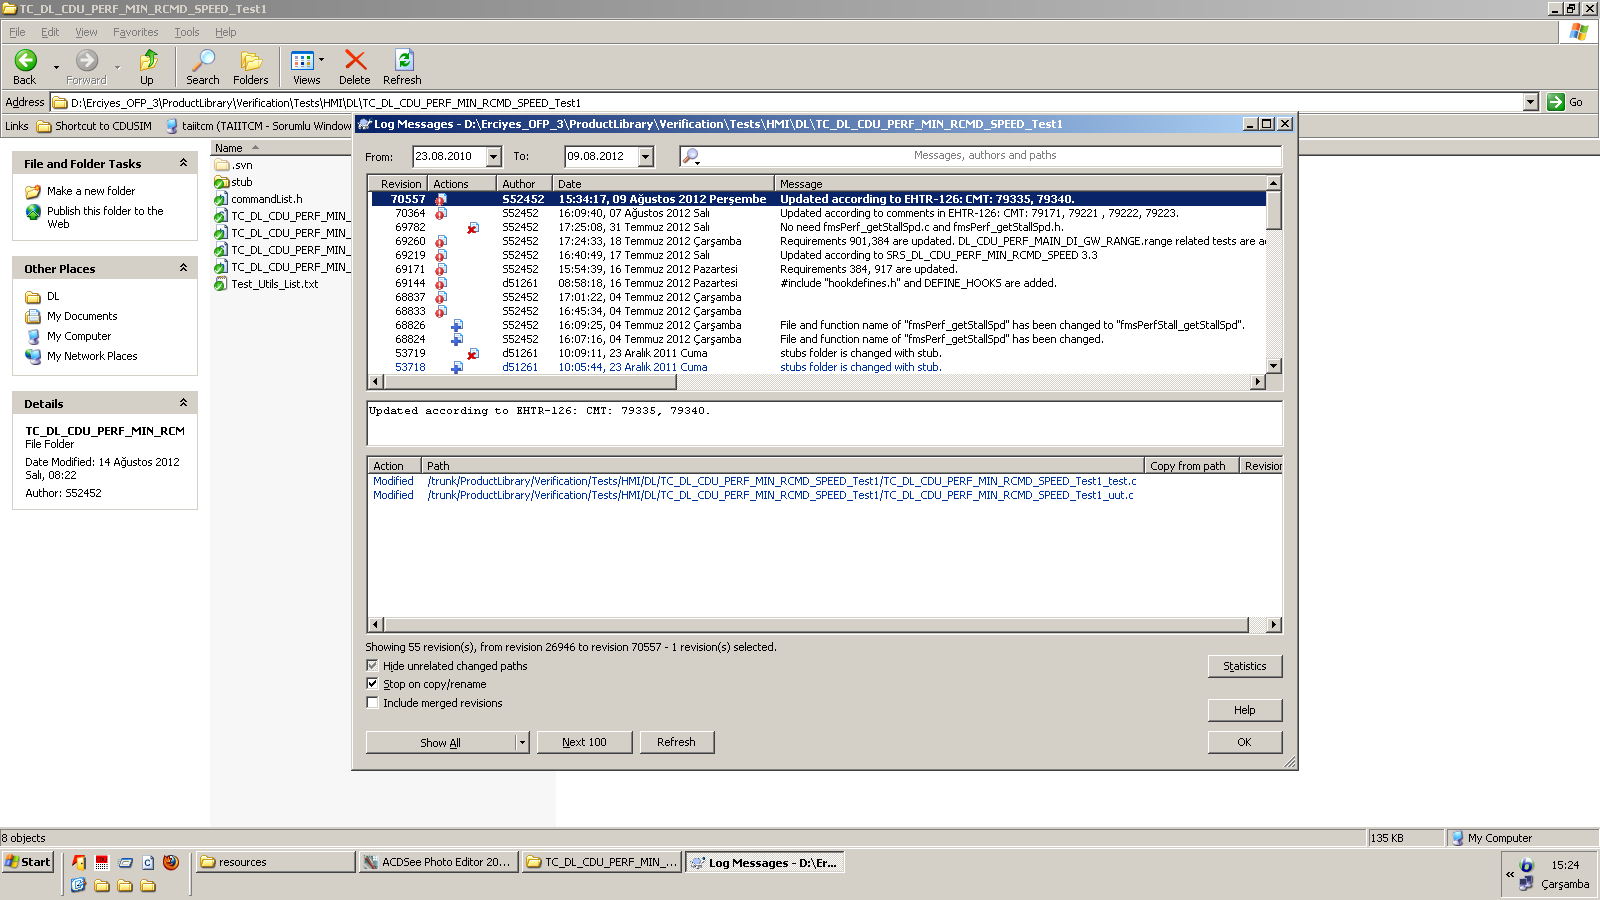 TC_DL_CDU_PERF_MIN_RCMD_SPEED_Test1
File Edit View Favorites Tools Help
Back Forward Up Search Folders Views Delete Refresh
Address D:\Erciyes_OFP_3\ProductLibrary\Verification\Tests\HMI\DL\TC_DL_CDU_PERF_MIN_RCMD_SPEED_Test1 Go
Links Shortcut to CDUSIM taiitcm (TAIITCM - Sorumlu Window
File and Folder Tasks
Make a new folder
Publish this folder to the
Web
Other Places
DL
My Documents
My Computer
My Network Places
Details
TC_DL_CDU_PERF_MIN_RCM
File Folder
Date Modified: 14 Ağustos 2012
Salı, 08:22
Author: S52452
Name
.svn
stub
commandList.h
TC_DL_CDU_PERF_MIN_
TC_DL_CDU_PERF_MIN_
TC_DL_CDU_PERF_MIN_
TC_DL_CDU_PERF_MIN_
Test_Utils_List.txt
Log Messages - D:\Erciyes_OFP_3\ProductLibrary\Verification\Tests\HMI\DL\TC_DL_CDU_PERF_MIN_RCMD_SPEED_Test1
From: 23.08.2010 To: 09.08.2012 Messages, authors and paths
Revision Actions Author Date Message
70557 S52452 15:34:17, 09 Ağustos 2012 Perşembe Updated according to EHTR-126: CMT: 79335, 79340.
70364 S52452 16:09:40, 07 Ağustos 2012 Salı Updated according to comments in EHTR-126: CMT: 79171, 79221 , 79222, 79223.
69782 S52452 17:25:08, 31 Temmuz 2012 Salı No need fmsPerf_getStallSpd.c and fmsPerf_getStallSpd.h.
69260 S52452 17:24:33, 18 Temmuz 2012 Çarşamba Requirements 901,384 are updated. DL_CDU_PERF_MAIN_DI_GW_RANGE.range related tests are a
69219 S52452 16:40:49, 17 Temmuz 2012 Salı Updated according to SRS_DL_CDU_PERF_MIN_RCMD_SPEED 3.3
69171 S52452 15:54:39, 16 Temmuz 2012 Pazartesi Requirements 384, 917 are updated.
69144 d51261 08:58:18, 16 Temmuz 2012 Pazartesi #include "hookdefines.h" and DEFINE_HOOKS are added.
68837 S52452 17:01:22, 04 Temmuz 2012 Çarşamba
68833 S52452 16:45:34, 04 Temmuz 2012 Çarşamba
68826 S52452 16:09:25, 04 Temmuz 2012 Çarşamba File and function name of "fmsPerf_getStallSpd" has been changed to "fmsPerfStall_getStallSpd".
68824 S52452 16:07:16, 04 Temmuz 2012 Çarşamba File and function name of "fmsPerf_getStallSpd" has been changed.
53719 d51261 10:09:11, 23 Aralık 2011 Cuma stubs folder is changed with stub.
53718 d51261 10:05:44, 23 Aralık 2011 Cuma stubs folder is changed with stub.
Updated according to EHTR-126: CMT: 79335, 79340.
Action Path Copy from path Revision
Modified /trunk/ProductLibrary/Verification/Tests/HMI/DL/TC_DL_CDU_PERF_MIN_RCMD_SPEED_Test1/TC_DL_CDU_PERF_MIN_RCMD_SPEED_Test1_test.c
Modified /trunk/ProductLibrary/Verification/Tests/HMI/DL/TC_DL_CDU_PERF_MIN_RCMD_SPEED_Test1/TC_DL_CDU_PERF_MIN_RCMD_SPEED_Test1_uut.c
Showing 55 revision(s), from revision 26946 to revision 70557 - 1 revision(s) selected.
Hide unrelated changed paths
Statistics
Stop on copy/rename
Include merged revisions
Help
Show All Next 100 Refresh OK
8 objects 135 KB My Computer
Start resources ACDSee Photo Editor 20... TC_DL_CDU_PERF_MIN_... Log Messages - D:\Er... « 15:24
Çarşamba